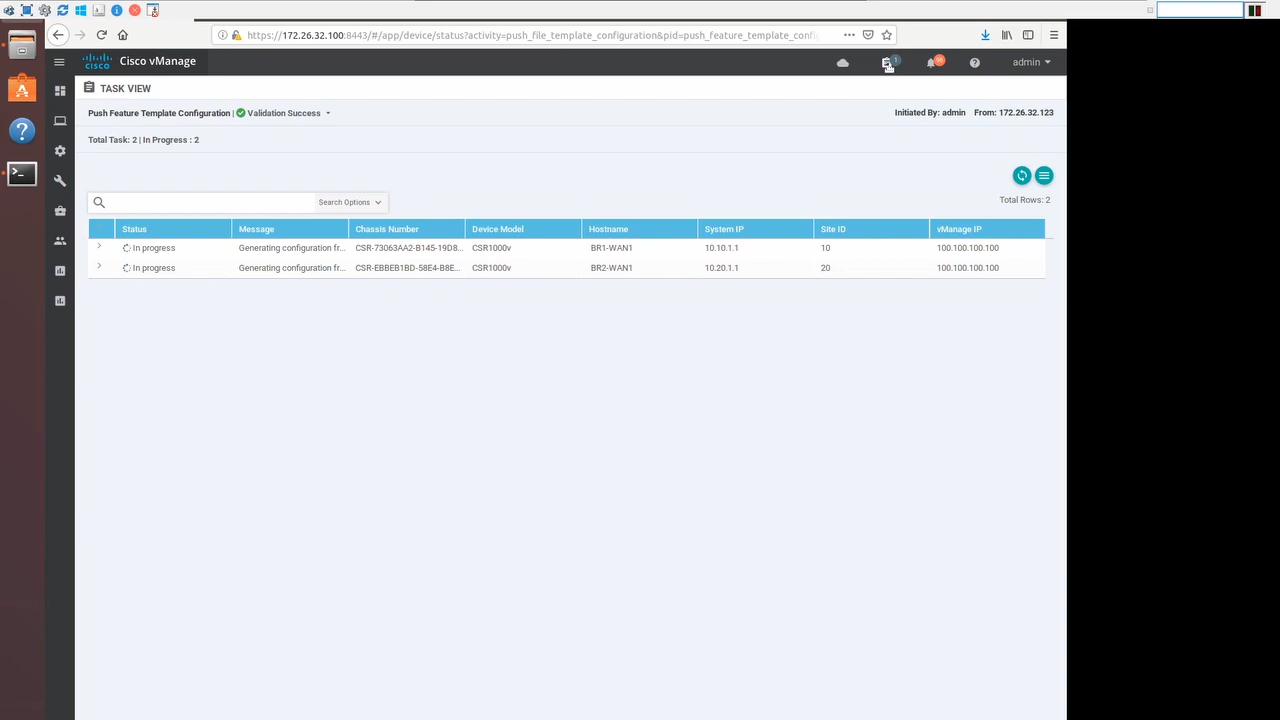 https://172.26.32.100:8443/#/app/device/status?activity=push_file_template_configuration&pid=push_feature_template_confi
cisco Cisco vManage
admin
TASK VIEW
Push Feature Template Configuration | Validation Success
Initiated By: admin From: 172.26.32.123
Total Task: 2 | In Progress : 2
Search Options
Total Rows: 2
Status Message Chassis Number Device Model Hostname System IP Site ID vManage IP
In progress Generating configuration fr... CSR-73063AA2-B145-19D8... CSR1000v BR1-WAN1 10.10.1.1 10 100.100.100.100
In progress Generating configuration fr... CSR-EBBEB1BD-58E4-B8E... CSR1000v BR2-WAN1 10.20.1.1 20 100.100.100.100